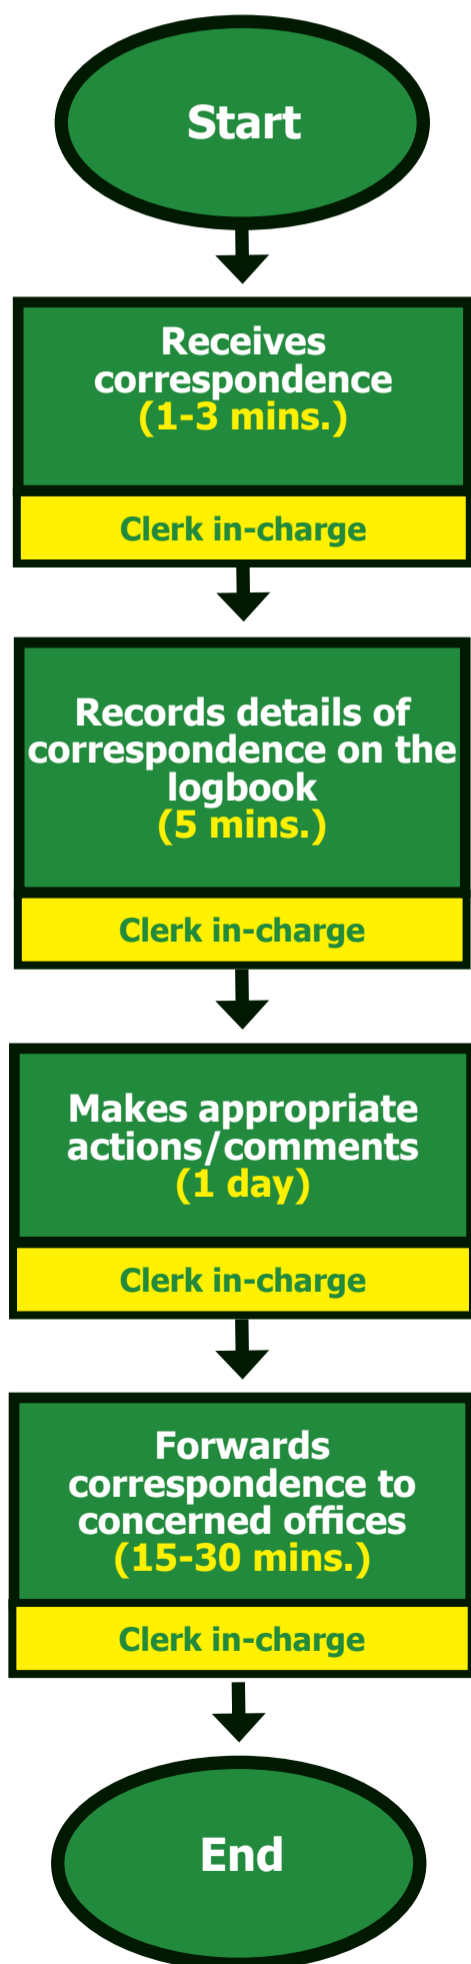 Start
Receives
correspondence
(1-3 mins.)
Clerk in-charge
Records details of
correspondence on the
logbook
(5 mins.)
Clerk in-charge
Makes appropriate
actions/comments
(1 day)
Clerk in-charge
Forwards
correspondence to
concerned offices
(15-30 mins.)
Clerk in-charge
End